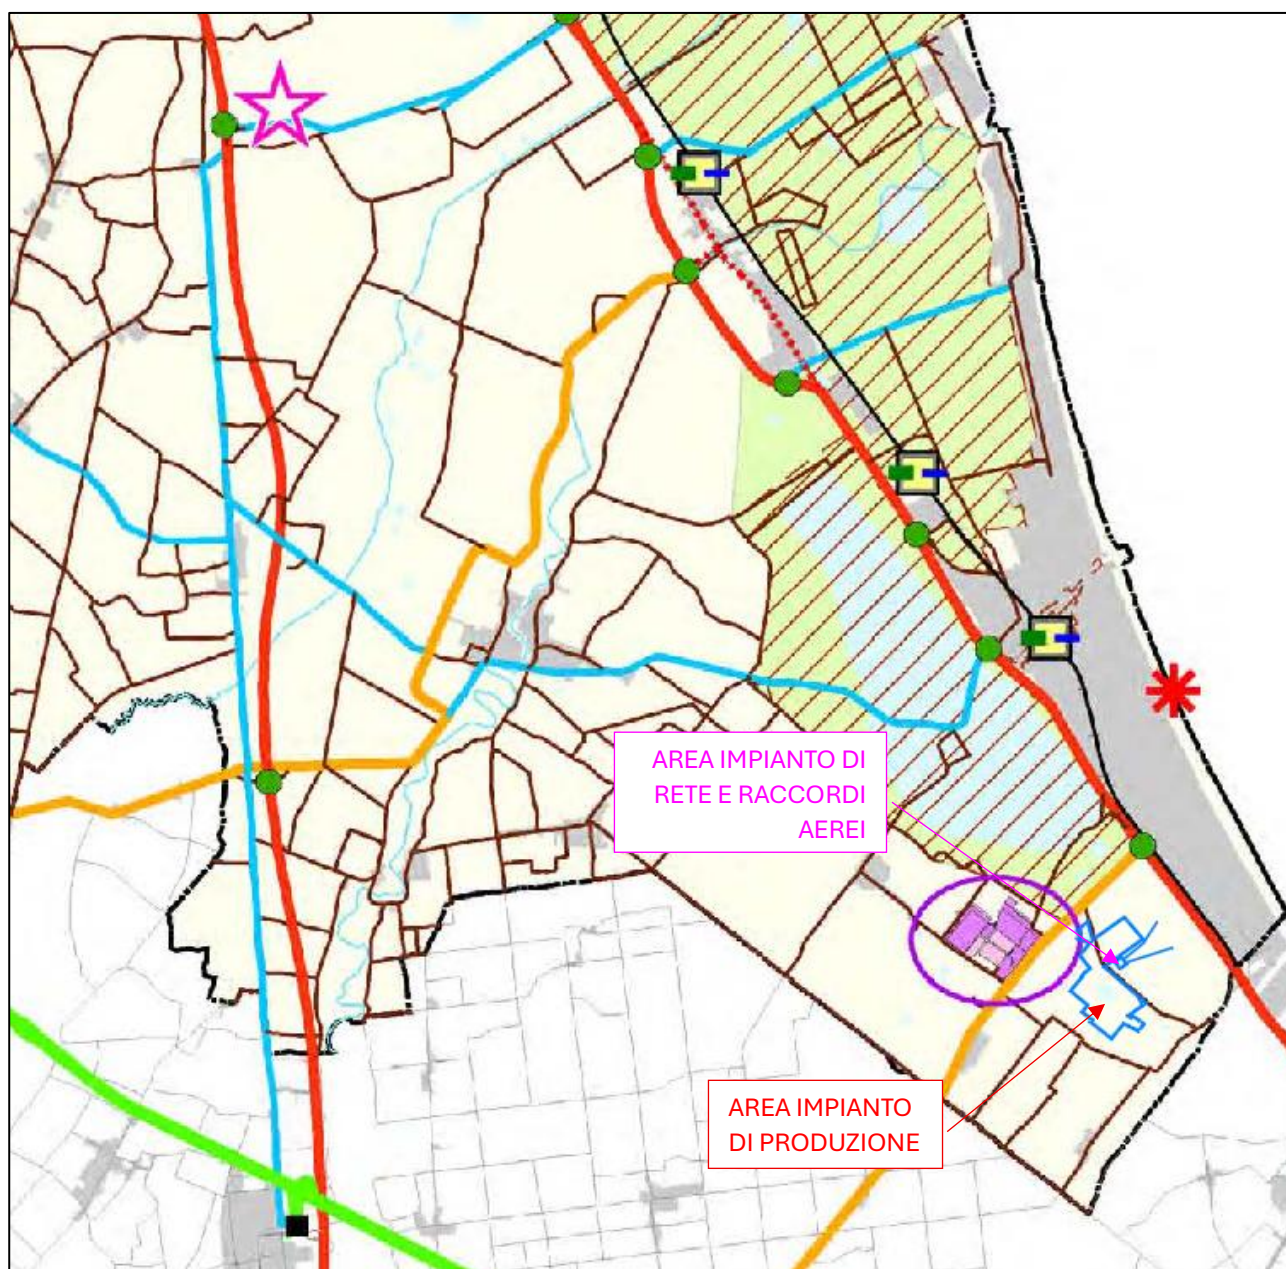 AREA IMPIANTO DI
RETE E RACCORDI
AEREI
AREA IMPIANTO
DI PRODUZIONE